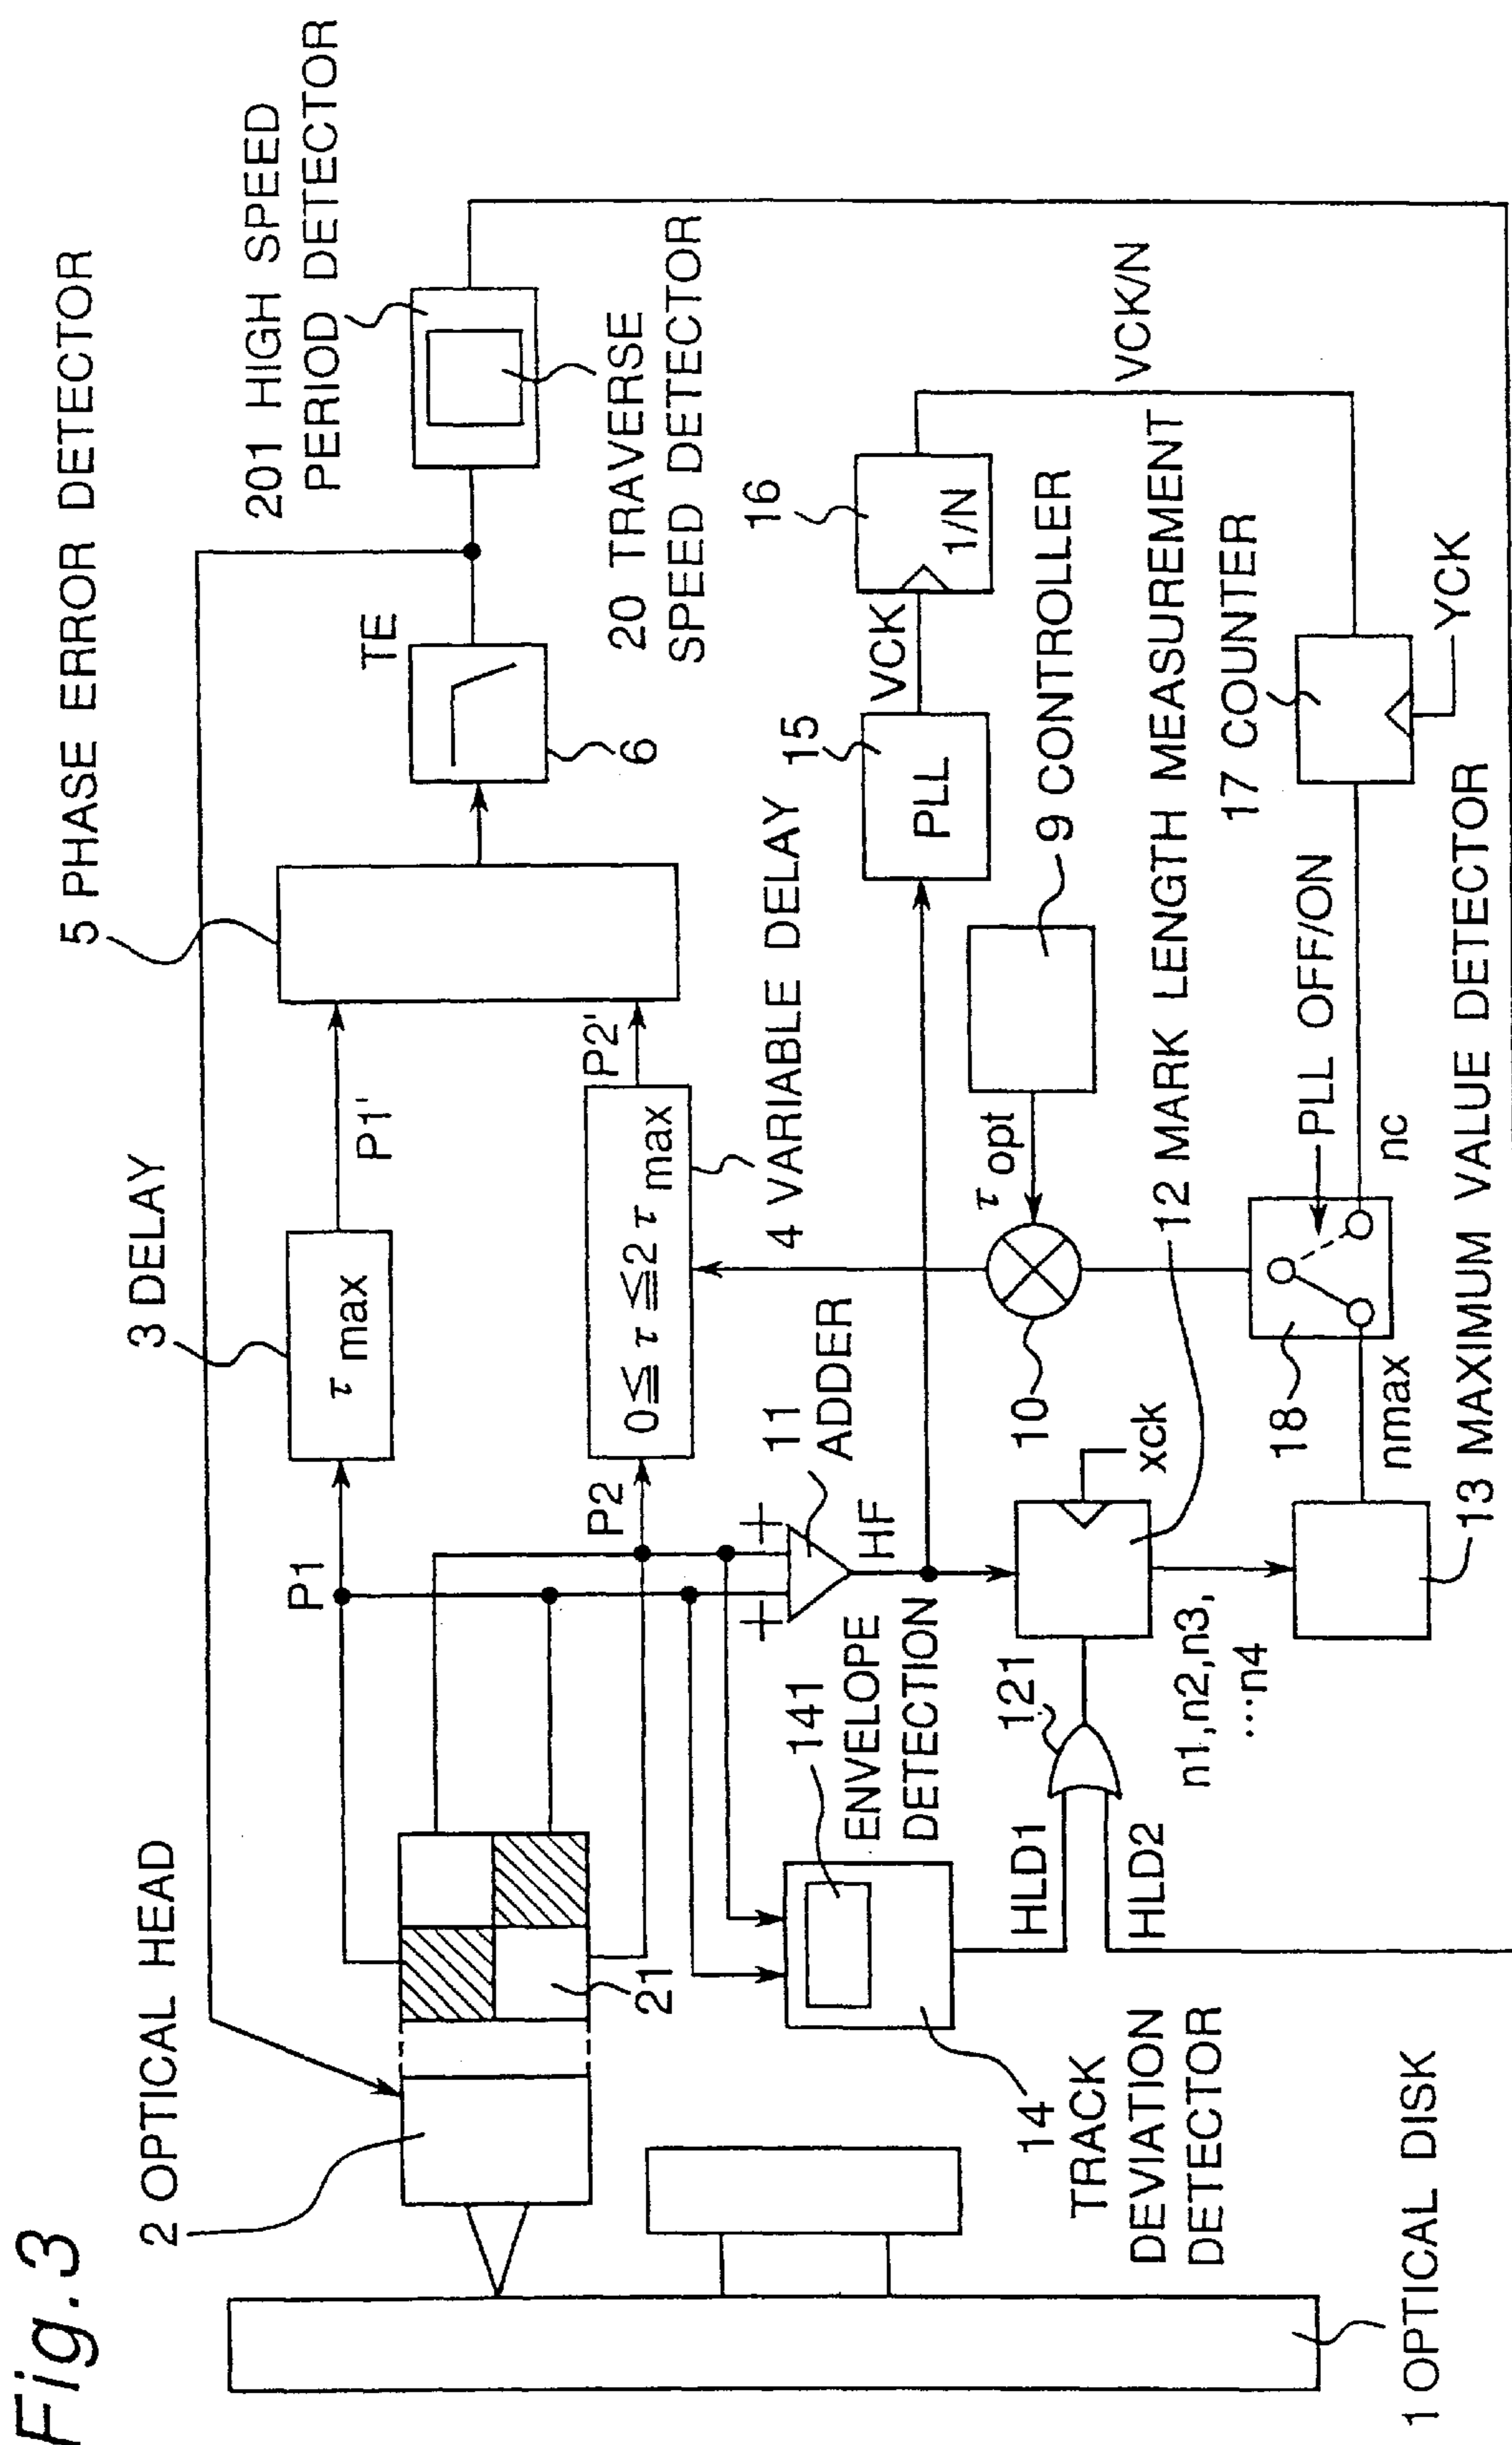 Fig.3
5 PHASE ERROR DETECTOR
201 HIGH SPEED
PERIOD DETECTOR
3 DELAY
2 OPTICAL HEAD
TE
P1
τ max
P1'
6
20 TRAVERSE
SPEED DETECTOR
P2
0≦τ≦2τ max
P2'
4 VARIABLE DELAY
21
11
ADDER
+
+
HF
15
PLL
VCK
16
1/N
VCK/N
141
ENVELOPE
DETECTION
9 CONTROLLER
τ opt
10
14
TRACK
DEVIATION
DETECTOR
HLD1
HLD2
121
xck
12 MARK LENGTH MEASUREMENT
n1,n2,n3,
...n4
17 COUNTER
YCK
PLL OFF/ON
18
nmax
nc
13 MAXIMUM VALUE DETECTOR
1 OPTICAL DISK